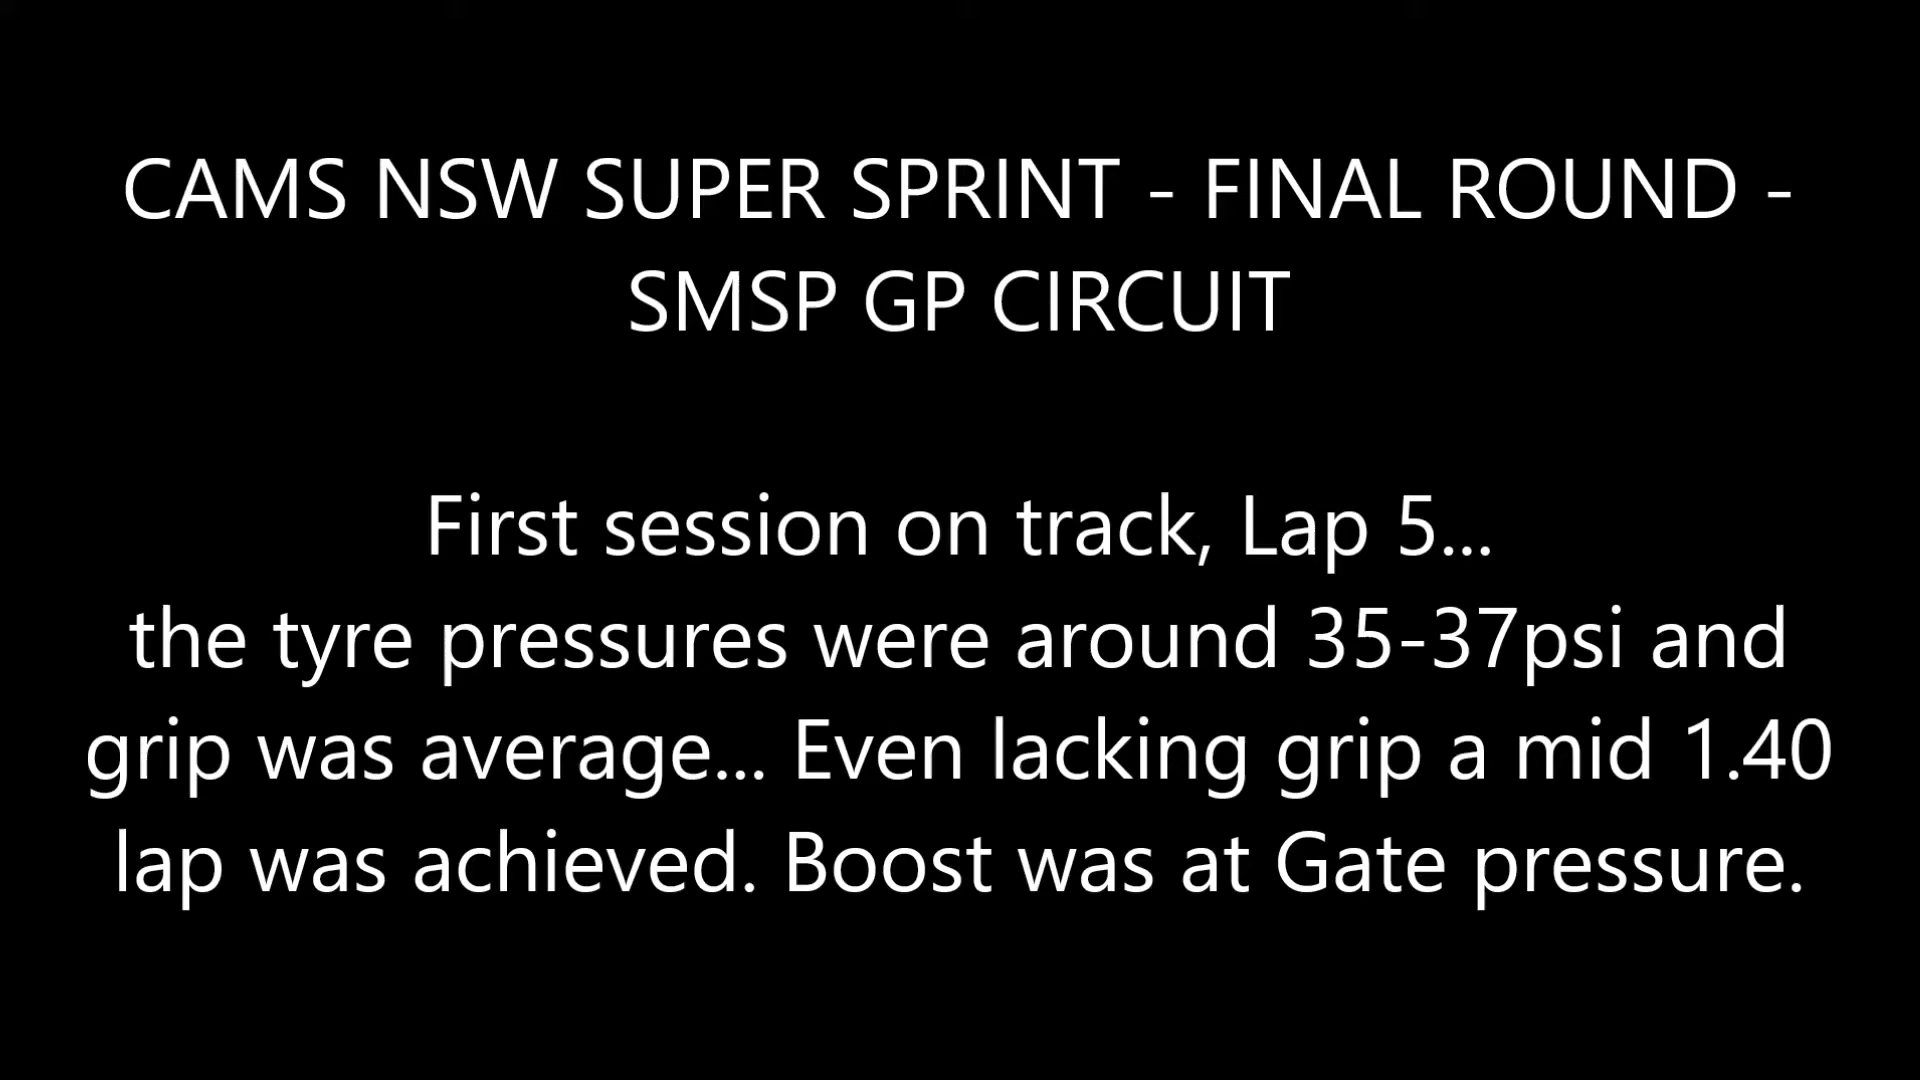 CAMS NSW SUPER SPRINT - FINAL ROUND -
SMSP GP CIRCUIT
First session on track, Lap 5...
the tyre pressures were around 35-37psi and
grip was average... Even lacking grip a mid 1.40
lap was achieved. Boost was at Gate pressure.